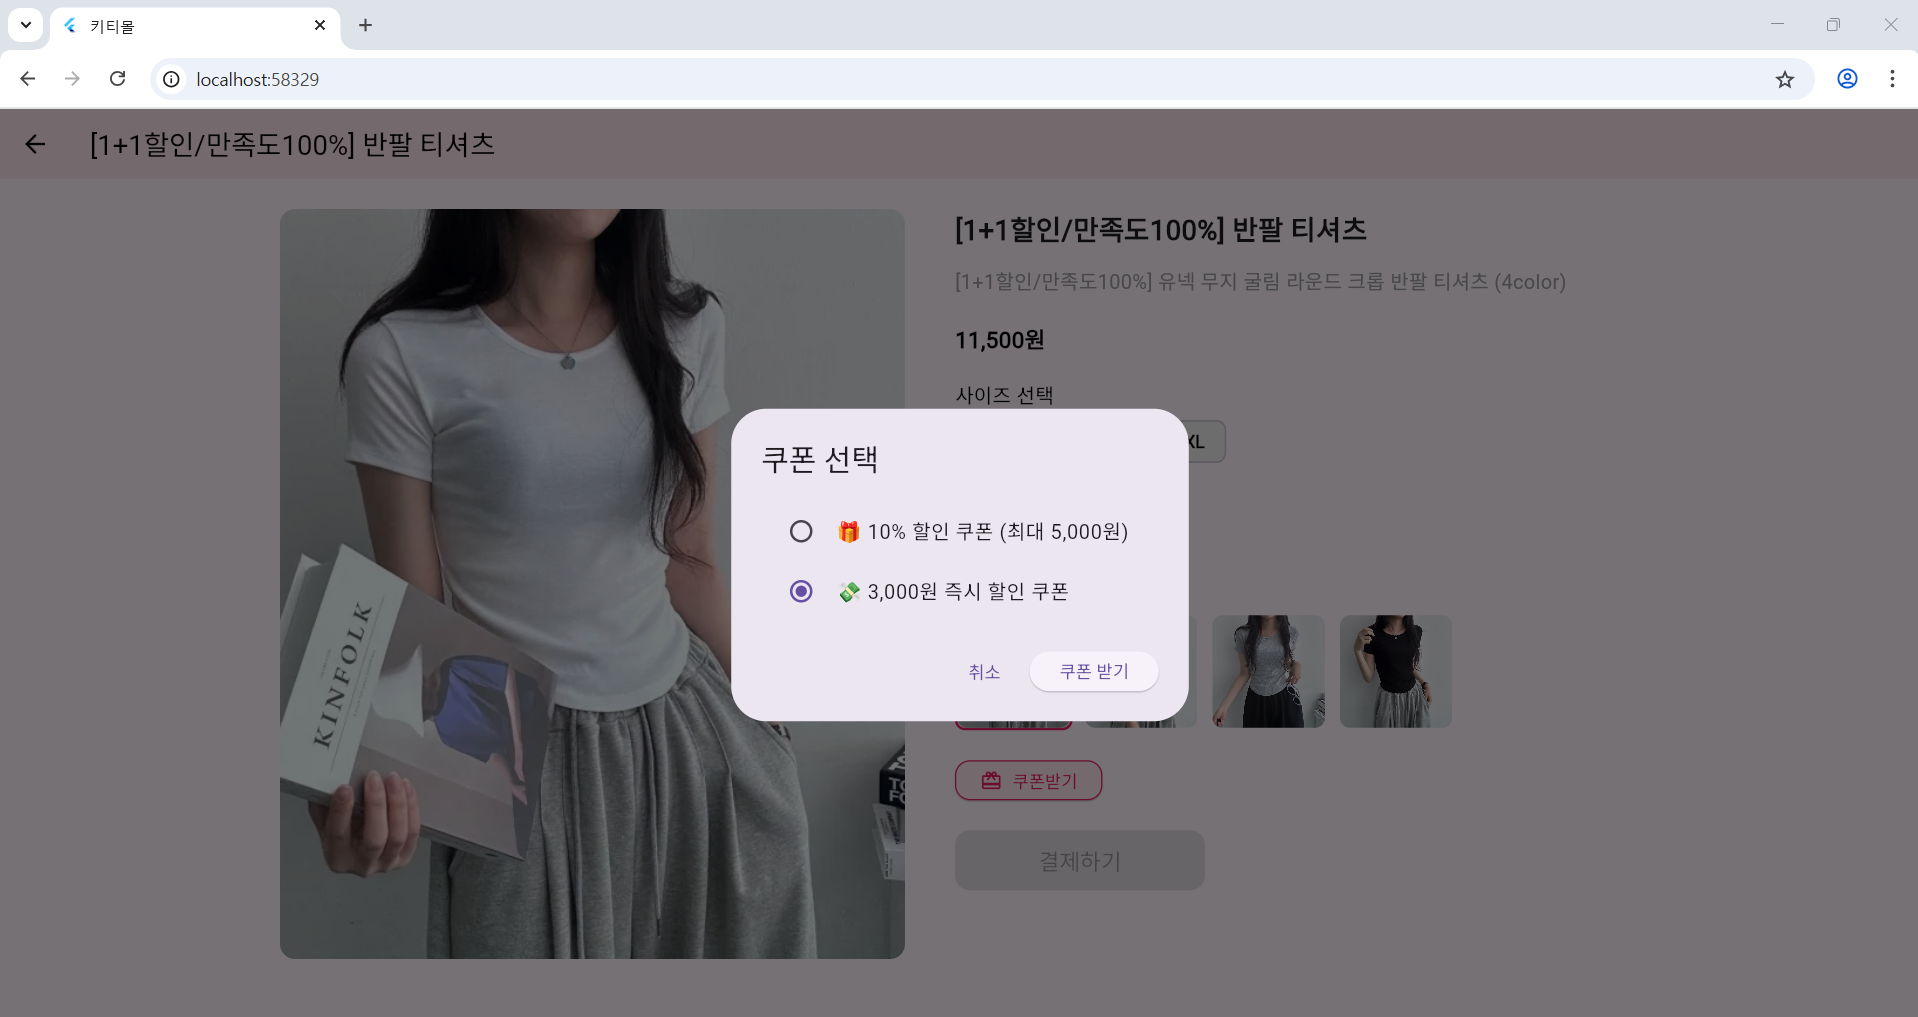 키티몰
localhost:58329
[1+1할인/만족도100%] 반팔 티셔츠
[1+1할인/만족도100%] 반팔 티셔츠
[1+1할인/만족도100%] 유넥 무지 굴림 라운드 크롭 반팔 티셔츠 (4color)
11,500원
사이즈 선택
XL
쿠폰 선택
🎁 10% 할인 쿠폰 (최대 5,000원)
💸 3,000원 즉시 할인 쿠폰
취소
쿠폰 받기
KINFOLK
쿠폰받기
결제하기